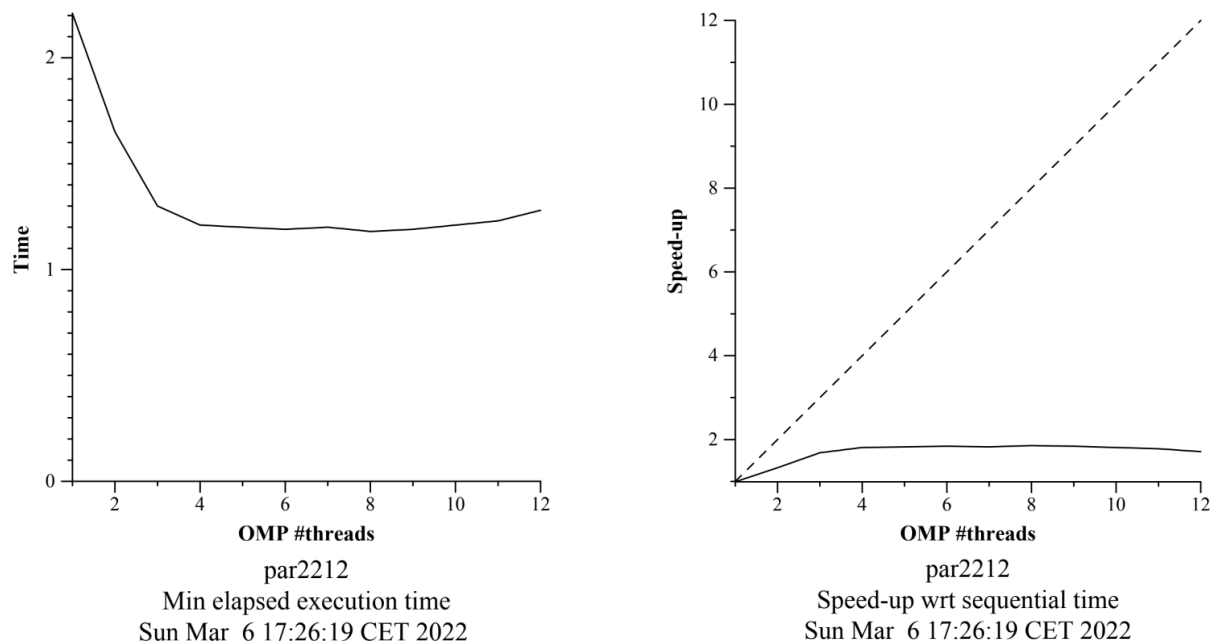 2
1
0
Time
2
4
6
8
10
12
OMP #threads
par2212
Min elapsed execution time
Sun Mar  6 17:26:19 CET 2022
12
10
8
6
4
2
Speed-up
2
4
6
8
10
12
OMP #threads
par2212
Speed-up wrt sequential time
Sun Mar  6 17:26:19 CET 2022